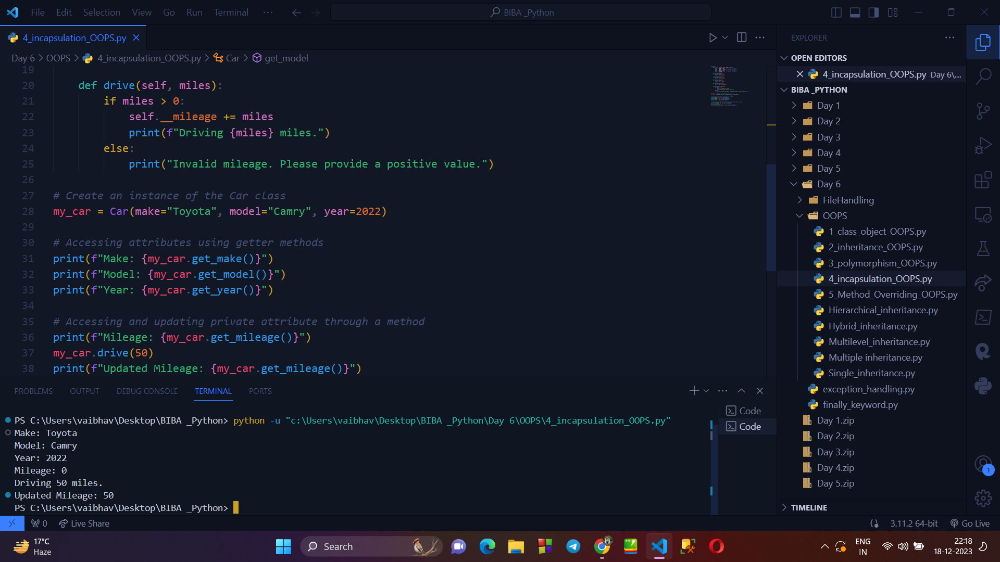 File Edit Selection View Go Run Terminal ··· BIBA _Python
4_incapsulation_OOPS.py
Day 6 > OOPS > 4_incapsulation_OOPS.py > Car > get_model
19
20 def drive(self, miles):
21 if miles > 0:
22 self.__mileage += miles
23 print(f"Driving {miles} miles.")
24 else:
25 print("Invalid mileage. Please provide a positive value.")
26
27 # Create an instance of the Car class
28 my_car = Car(make="Toyota", model="Camry", year=2022)
29
30 # Accessing attributes using getter methods
31 print(f"Make: {my_car.get_make()}")
32 print(f"Model: {my_car.get_model()}")
33 print(f"Year: {my_car.get_year()}")
34
35 # Accessing and updating private attribute through a method
36 print(f"Mileage: {my_car.get_mileage()}")
37 my_car.drive(50)
38 print(f"Updated Mileage: {my_car.get_mileage()}")
PROBLEMS OUTPUT DEBUG CONSOLE TERMINAL PORTS
PS C:\Users\vaibhav\Desktop\BIBA _Python> python -u "c:\Users\vaibhav\Desktop\BIBA _Python\Day 6\OOPS\4_incapsulation_OOPS.py"
Make: Toyota
Model: Camry
Year: 2022
Mileage: 0
Driving 50 miles.
Updated Mileage: 50
PS C:\Users\vaibhav\Desktop\BIBA _Python>
Code
Code
EXPLORER
OPEN EDITORS
4_incapsulation_OOPS.py Day 6\...
BIBA _PYTHON
Day 1
Day 2
Day 3
Day 4
Day 5
Day 6
FileHandling
OOPS
1_class_object_OOPS.py
2_inheritance_OOPS.py
3_polymorphism_OOPS.py
4_incapsulation_OOPS.py
5_Method_Overriding_OOPS.py
Hierarchical_inheritance.py
Hybrid_inheritance.py
Multilevel_inheritance.py
Multiple inheritance.py
Single_inheritance.py
exception_handling.py
finally_keyword.py
Day 1.zip
Day 2.zip
Day 3.zip
Day 4.zip
Day 5.zip
TIMELINE
1
0 Live Share 3.11.2 64-bit Go Live
17°C
Haze
Search
ENG
IN
22:18
18-12-2023